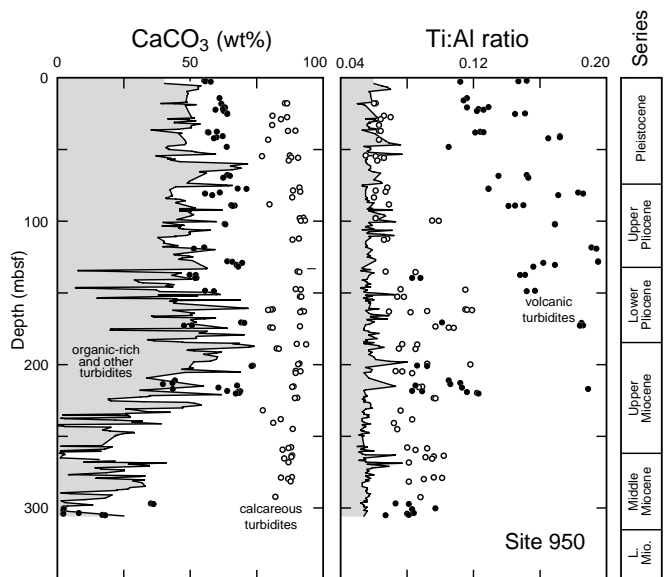 CaCO3 (wt%)
Ti:Al ratio
Series
0 50 100
0.04 0.12 0.20
0
100
200
300
Depth (mbsf)
organic-rich
and other
turbidites
calcareous
turbidites
volcanic
turbidites
Site 950
Pleistocene
Upper
Pliocene
Lower
Pliocene
Upper
Miocene
Middle
Miocene
L.
Mio.